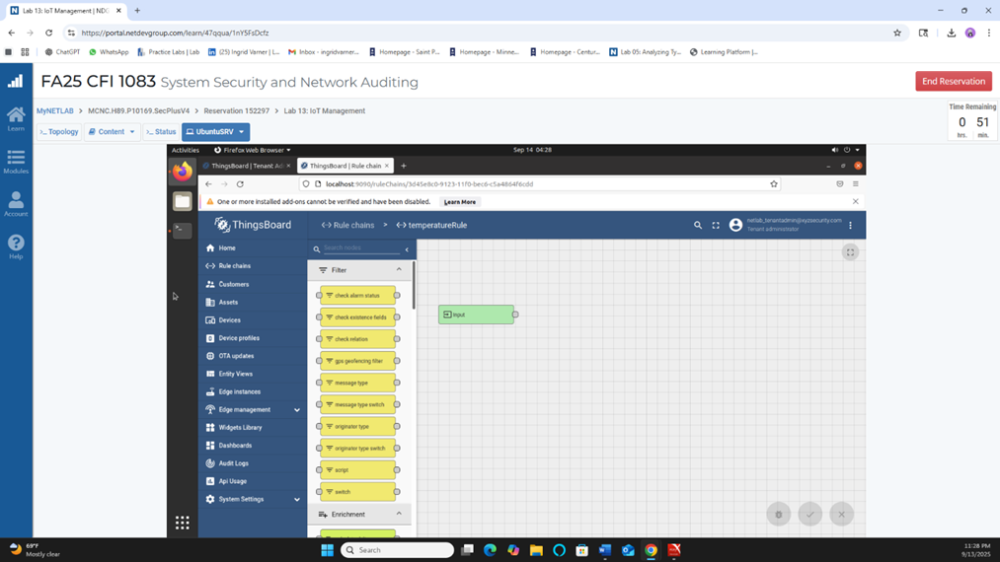 Lab 13: IoT Management | NDG
https://portal.netdevgroup.com/learn/47qqua/1nY5FsDcfz
ChatGPT
WhatsApp
Practice Labs | Lab
(25) Ingrid Varner | L...
Inbox - ingridvarner...
Homepage - Saint P...
Homepage - Minne...
Homepage - Centur...
Lab 05: Analyzing Ty...
Learning Platform |...
FA25 CFI 1083 System Security and Network Auditing
End Reservation
MyNETLAB > MCNC.H89.P10169.SecPlusV4 > Reservation 152297 > Lab 13: IoT Management
Time Remaining
0 51
hrs. min.
Topology
Content
Status
UbuntuSRV
Learn
Modules
Account
Help
Activities
Firefox Web Browser
Sep 14 04:28
ThingsBoard | Tenant Ad
ThingsBoard | Rule chain
localhost:9090/ruleChains/3d45e8c0-9123-11f0-bec6-c5a4864f6cdd
One or more installed add-ons cannot be verified and have been disabled.
Learn More
ThingsBoard
Rule chains > temperatureRule
netlab_tenantadmin@xyzsecurity.com
Tenant administrator
Home
Rule chains
Customers
Assets
Devices
Device profiles
OTA updates
Entity Views
Edge instances
Edge management
Widgets Library
Dashboards
Audit Logs
Api Usage
System Settings
Search nodes
Filter
check alarm status
check existence fields
check relation
gps geofencing filter
message type
message type switch
originator type
originator type switch
script
switch
Enrichment
Input
69°F
Mostly clear
Search
11:28 PM
9/13/2025